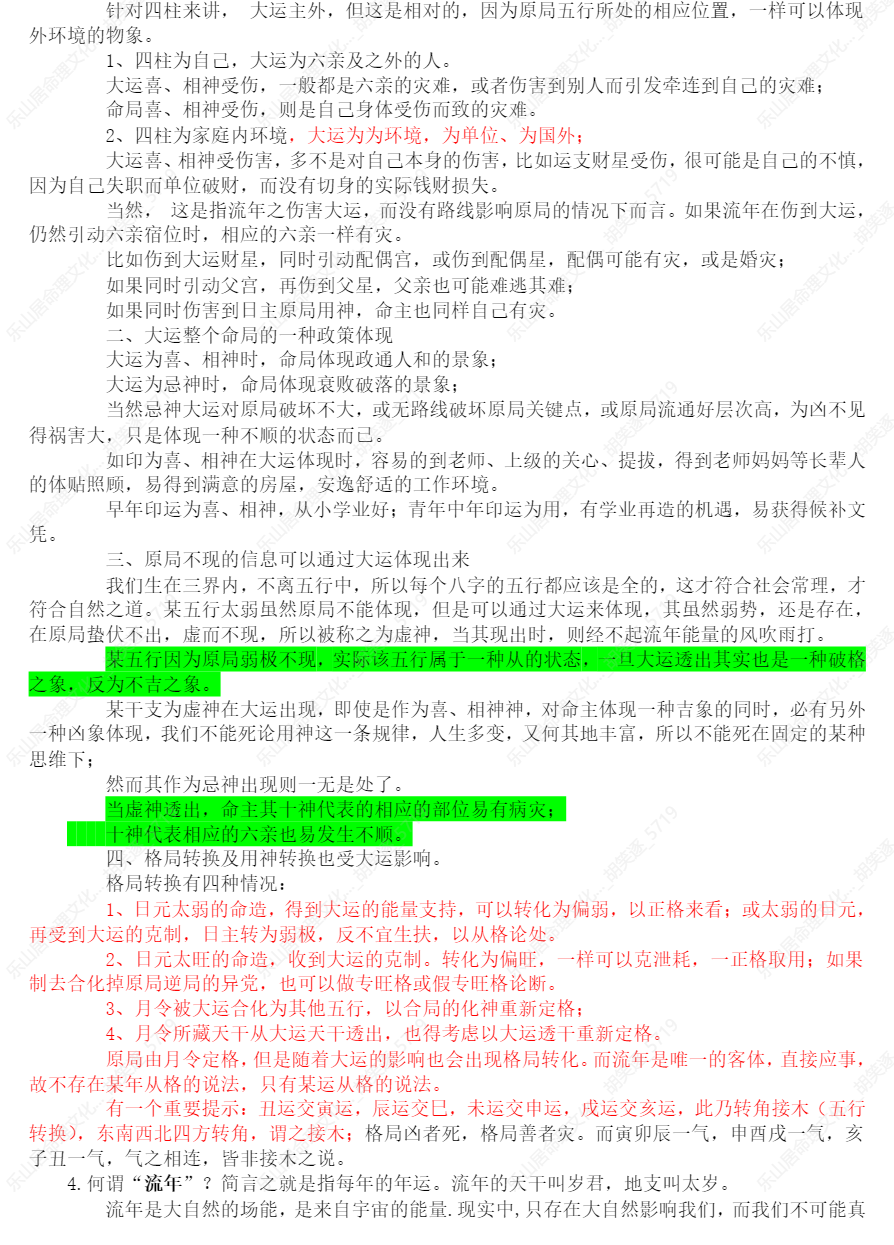 针对四柱来讲， 大运主外，但这是相对的，因为原局五行所处的相应位置，一样可以体现
外环境的物象。
1、四柱为自己，大运为六亲及之外的人。
大运喜、相神受伤，一般都是六亲的灾难，或者伤害到别人而引发牵连到自己的灾难；
命局喜、相神受伤，则是自己身体受伤而致的灾难。
2、四柱为家庭内环境，大运为为环境，为单位、为国外；
大运喜、相神受伤害，多不是对自己本身的伤害，比如运支财星受伤，很可能是自己的不慎，
因为自己失职而单位破财，而没有切身的实际钱财损失。
当然， 这是指流年之伤害大运，而没有路线影响原局的情况下而言。如果流年在伤到大运，
仍然引动六亲宿位时，相应的六亲一样有灾。
比如伤到大运财星，同时引动配偶宫，或伤到配偶星，配偶可能有灾，或是婚灾；
如果同时引动父宫，再伤到父星，父亲也可能难逃其难；
如果同时伤害到日主原局用神，命主也同样自己有灾。
二、大运整个命局的一种政策体现
大运为喜、相神时，命局体现政通人和的景象；
大运为忌神时，命局体现衰败破落的景象；
当然忌神大运对原局破坏不大，或无路线破坏原局关键点，或原局流通好层次高，为凶不见
得祸害大，只是体现一种不顺的状态而已。
如印为喜、相神在大运体现时，容易的到老师、上级的关心、提拔，得到老师妈妈等长辈人
的体贴照顾，易得到满意的房屋，安逸舒适的工作环境。
早年印运为喜、相神，从小学业好；青年中年印运为用，有学业再造的机遇，易获得候补文
凭。
三、原局不现的信息可以通过大运体现出来
我们生在三界内，不离五行中，所以每个八字的五行都应该是全的，这才符合社会常理，才
符合自然之道。某五行太弱虽然原局不能体现，但是可以通过大运来体现，其虽然弱势，还是存在，
在原局蛰伏不出，虚而不现，所以被称之为虚神，当其现出时，则经不起流年能量的风吹雨打。
某五行因为原局弱极不现，实际该五行属于一种从的状态，一旦大运透出其实也是一种破格
之象，反为不吉之象。
某干支为虚神在大运出现，即使是作为喜、相神神，对命主体现一种吉象的同时，必有另外
一种凶象体现，我们不能死论用神这一条规律，人生多变，又何其地丰富，所以不能死在固定的某种
思维下；
然而其作为忌神出现则一无是处了。
当虚神透出，命主其十神代表的相应的部位易有病灾；
十神代表相应的六亲也易发生不顺。
四、格局转换及用神转换也受大运影响。
格局转换有四种情况：
1、日元太弱的命造，得到大运的能量支持，可以转化为偏弱，以正格来看；或太弱的日元，
再受到大运的克制，日主转为弱极，反不宜生扶，以从格论处。
2、日元太旺的命造，收到大运的克制。转化为偏旺，一样可以克泄耗，一正格取用；如果
制去合化掉原局逆局的异党，也可以做专旺格或假专旺格论断。
3、月令被大运合化为其他五行，以合局的化神重新定格；
4、月令所藏天干从大运天干透出，也得考虑以大运透干重新定格。
原局由月令定格，但是随着大运的影响也会出现格局转化。而流年是唯一的客体，直接应事，
故不存在某年从格的说法，只有某运从格的说法。
有一个重要提示：丑运交寅运，辰运交巳，未运交申运，戌运交亥运，此乃转角接木（五行
转换），东南西北四方转角，谓之接木；格局凶者死，格局善者灾。而寅卯辰一气，申酉戌一气，亥
子丑一气，气之相连，皆非接木之说。
4.何谓“流年”？简言之就是指每年的年运。流年的天干叫岁君，地支叫太岁。
流年是大自然的场能，是来自宇宙的能量.现实中,只存在大自然影响我们，而我们不可能真